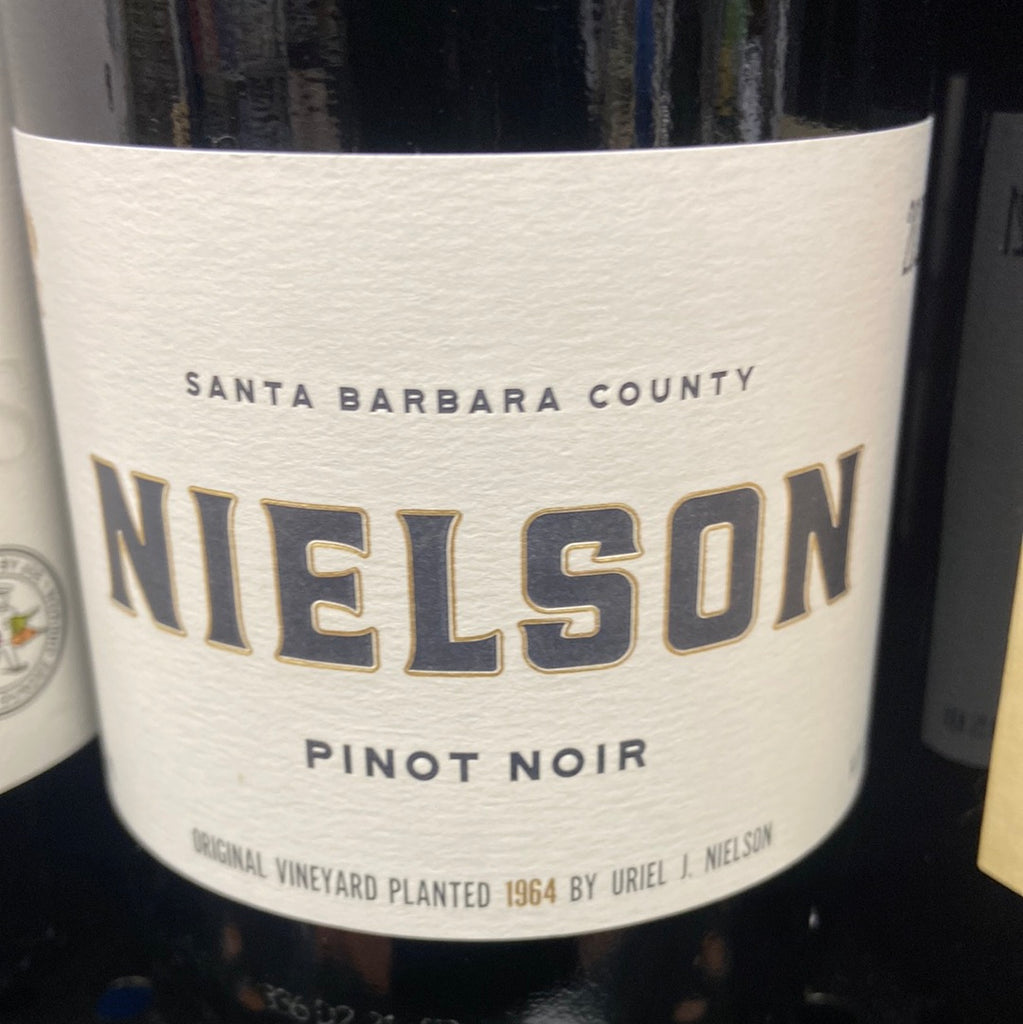 SANTA BARBARA COUNTY
NIELSON
PINOT NOIR
ORIGINAL VINEYARD PLANTED 1964 BY URIEL J. NIELSON